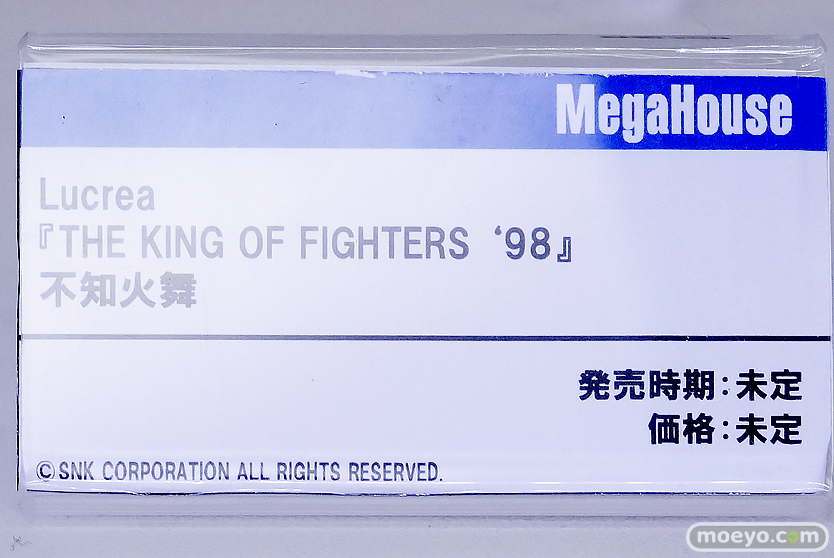 MegaHouse
Lucrea
『THE KING OF FIGHTERS ‘98』
不知火舞
発売時期：未定
価格：未定
©SNK CORPORATION ALL RIGHTS RESERVED.
moeyo.com